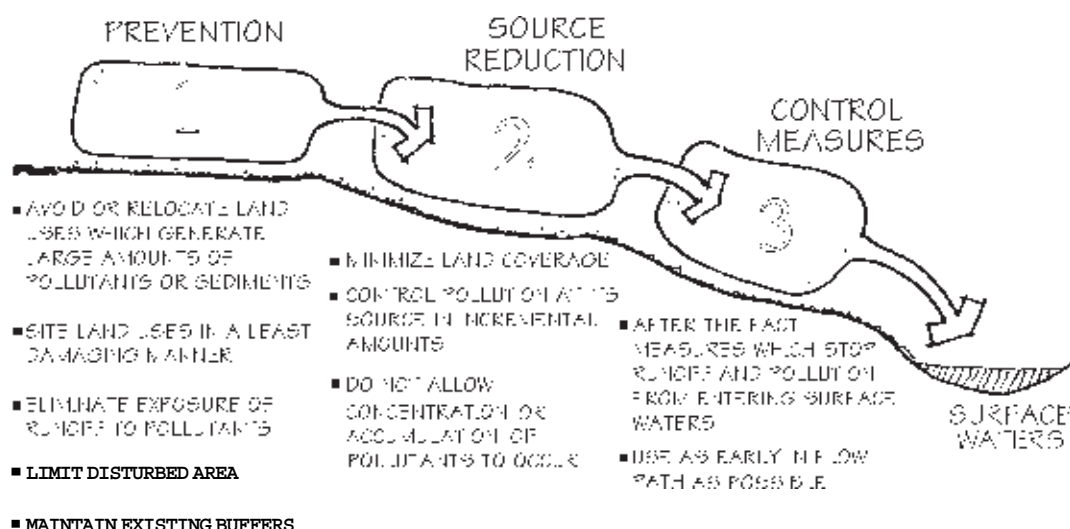 PREVENTION
SOURCE
REDUCTION
CONTROL
MEASURES
1
2
3
■ AVOID OR RELOCATE LAND
USES WHICH GENERATE
LARGE AMOUNTS OF
POLLUTANTS OR SEDIMENTS
■ SITE LAND USES IN A LEAST
DAMAGING MANNER
■ ELIMINATE EXPOSURE OF
RUNOFF TO POLLUTANTS
■ LIMIT DISTURBED AREA
■ MAINTAIN EXISTING BUFFERS
■ MINIMIZE LAND COVERAGE
■ CONTROL POLLUTION AT ITS
SOURCE IN INCREMENTAL
AMOUNTS
■ DO NOT ALLOW
CONCENTRATION OR
ACCUMULATION OF
POLLUTANTS TO OCCUR
■ AFTER THE FACT
MEASURES WHICH STOP
RUNOFF AND POLLUTION
FROM ENTERING SURFACE
WATERS
■ USE AS EARLY IN FLOW
PATH AS POSSIBLE
SURFACE
WATERS